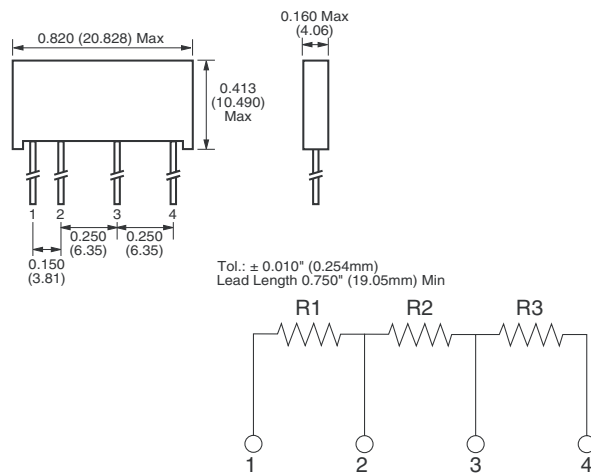 0.820 (20.828) Max
0.160 Max
(4.06)
0.413
(10.490)
Max
1 2 3 4
0.250
(6.35)
0.250
(6.35)
0.150
(3.81)
Tol.: ± 0.010" (0.254mm)
Lead Length 0.750" (19.05mm) Min
R1 R2 R3
1 2 3 4